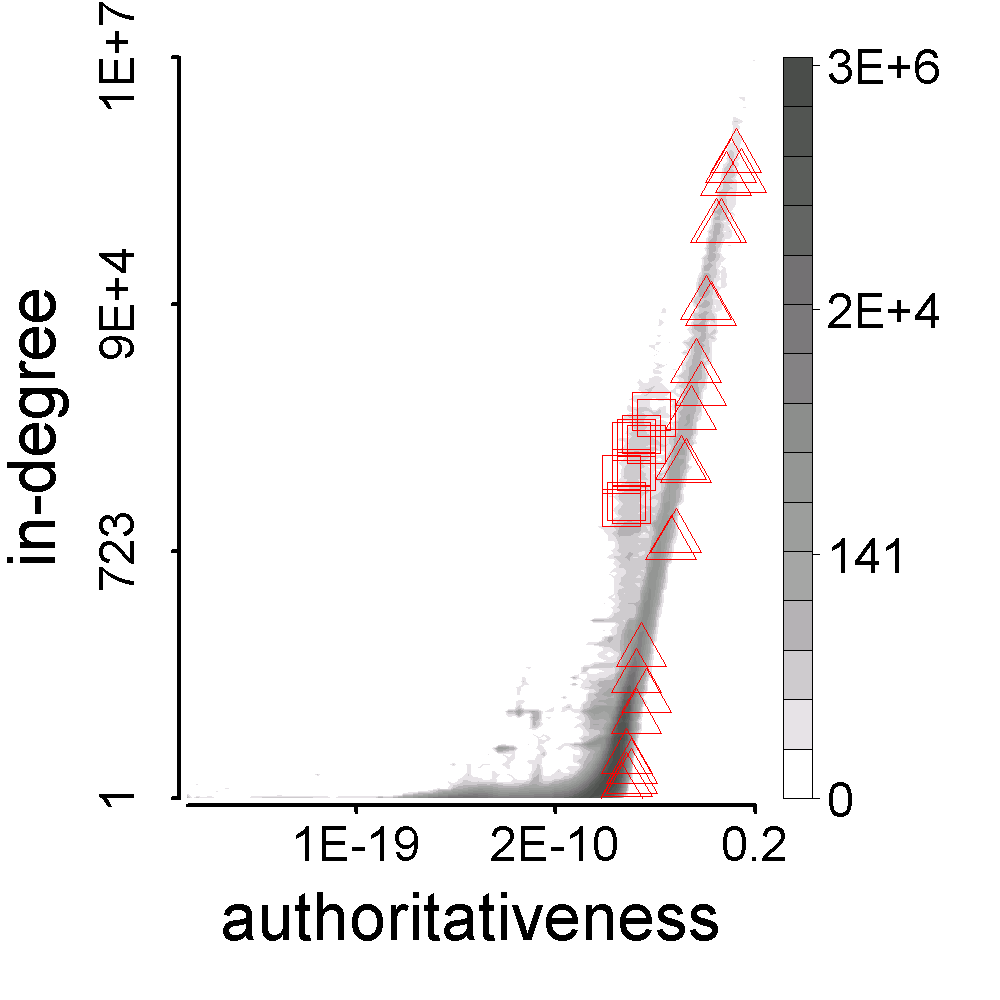 in-degree
1E+7
9E+4
723
1
3E+6
2E+4
141
0
1E-19
2E-10
0.2
authoritativeness